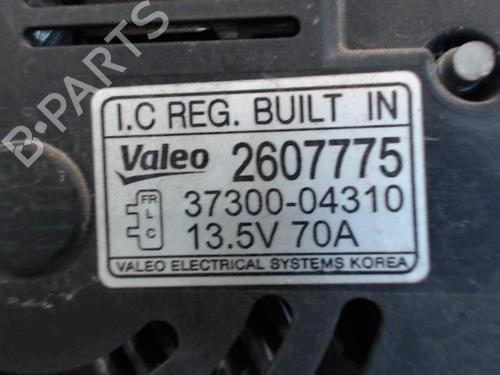 I.C REG. BUILT IN
Valeo 2607775
FR
L
C
37300-04310
13.5V 70A
VALEO ELECTRICAL SYSTEMS KOREA
B-PARTS